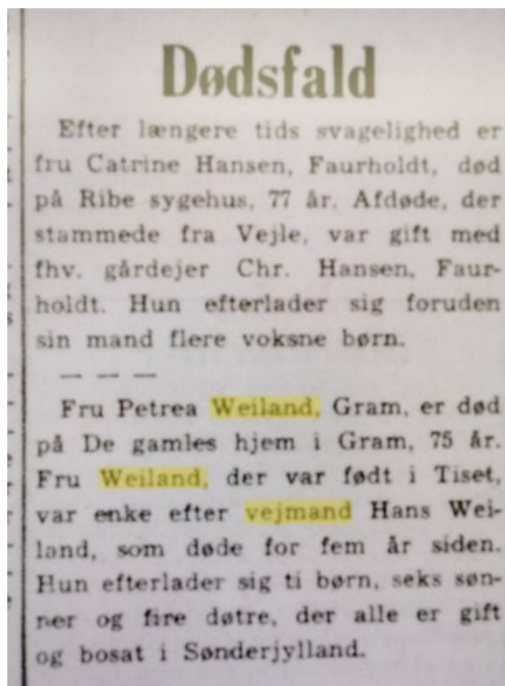 Dødsfald
Efter længere tids svagelighed er
fru Catrine Hansen, Faurholdt, død
på Ribe sygehus, 77 år. Afdøde, der
stammede fra Vejle, var gift med
fhv. gårdejer Chr. Hansen, Faur-
holdt. Hun efterlader sig foruden
sin mand flere voksne børn.
— — —
Fru Petrea Weiland, Gram, er død
på De gamles hjem i Gram, 75 år.
Fru Weiland, der var født i Tiset,
var enke efter vejmand Hans Wei-
land, som døde for fem år siden.
Hun efterlader sig ti børn, seks søn-
ner og fire døtre, der alle er gift
og bosat i Sønderjylland.